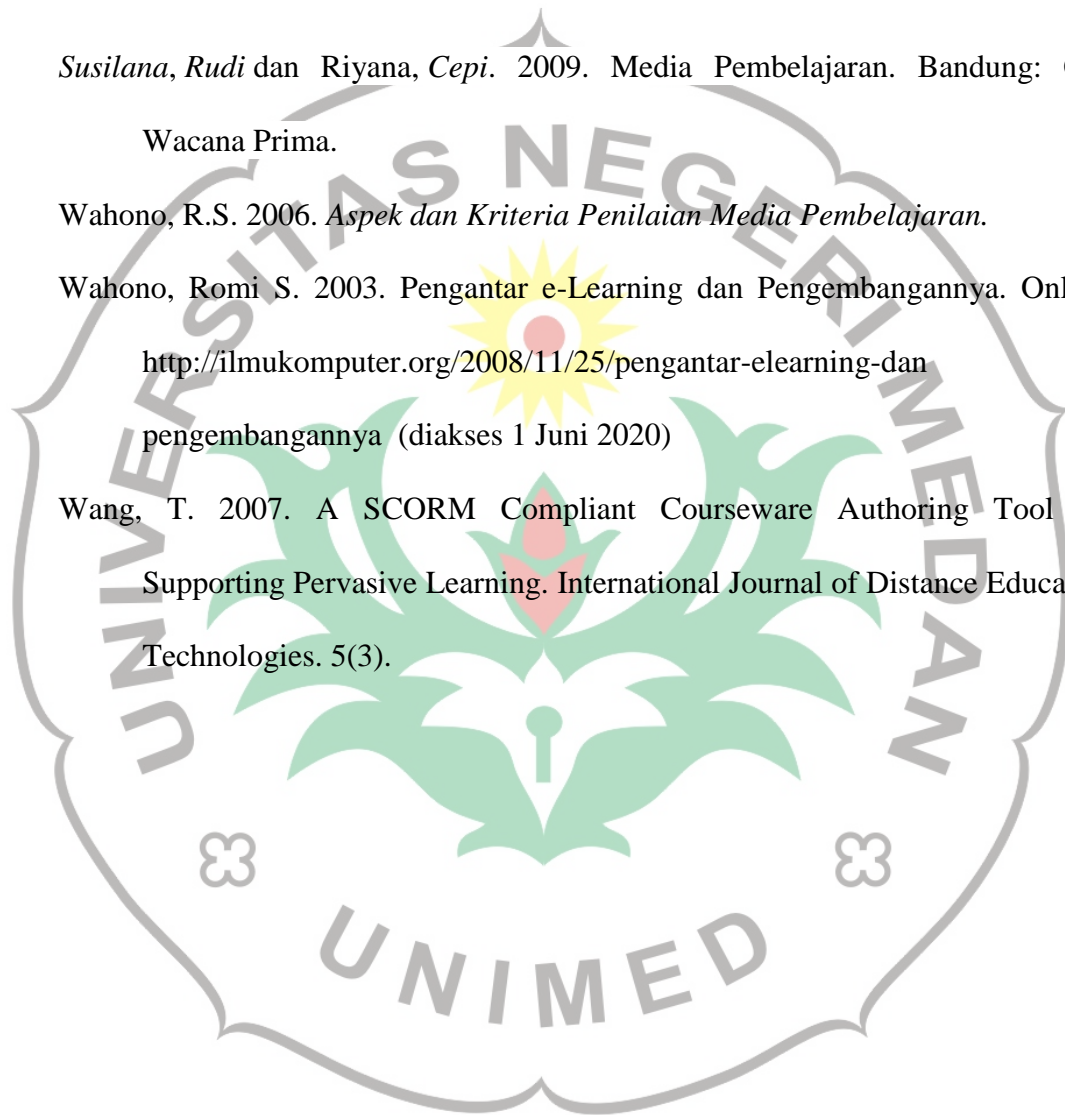 Susilana, Rudi dan Riyana, Cepi. 2009. Media Pembelajaran. Bandung:
Wacana Prima.
Wahono, R.S. 2006. Aspek dan Kriteria Penilaian Media Pembelajaran.
Wahono, Romi S. 2003. Pengantar e-Learning dan Pengembangannya.
http://ilmukomputer.org/2008/11/25/pengantar-elearning-dan
pengembangannya (diakses 1 Juni 2020)
Wang, T. 2007. A SCORM Compliant Courseware Authoring Tool
Supporting Pervasive Learning. International Journal of Distance
Technologies. 5(3).
UNIVERSITAS NEGERI MEDAN
UNIMED